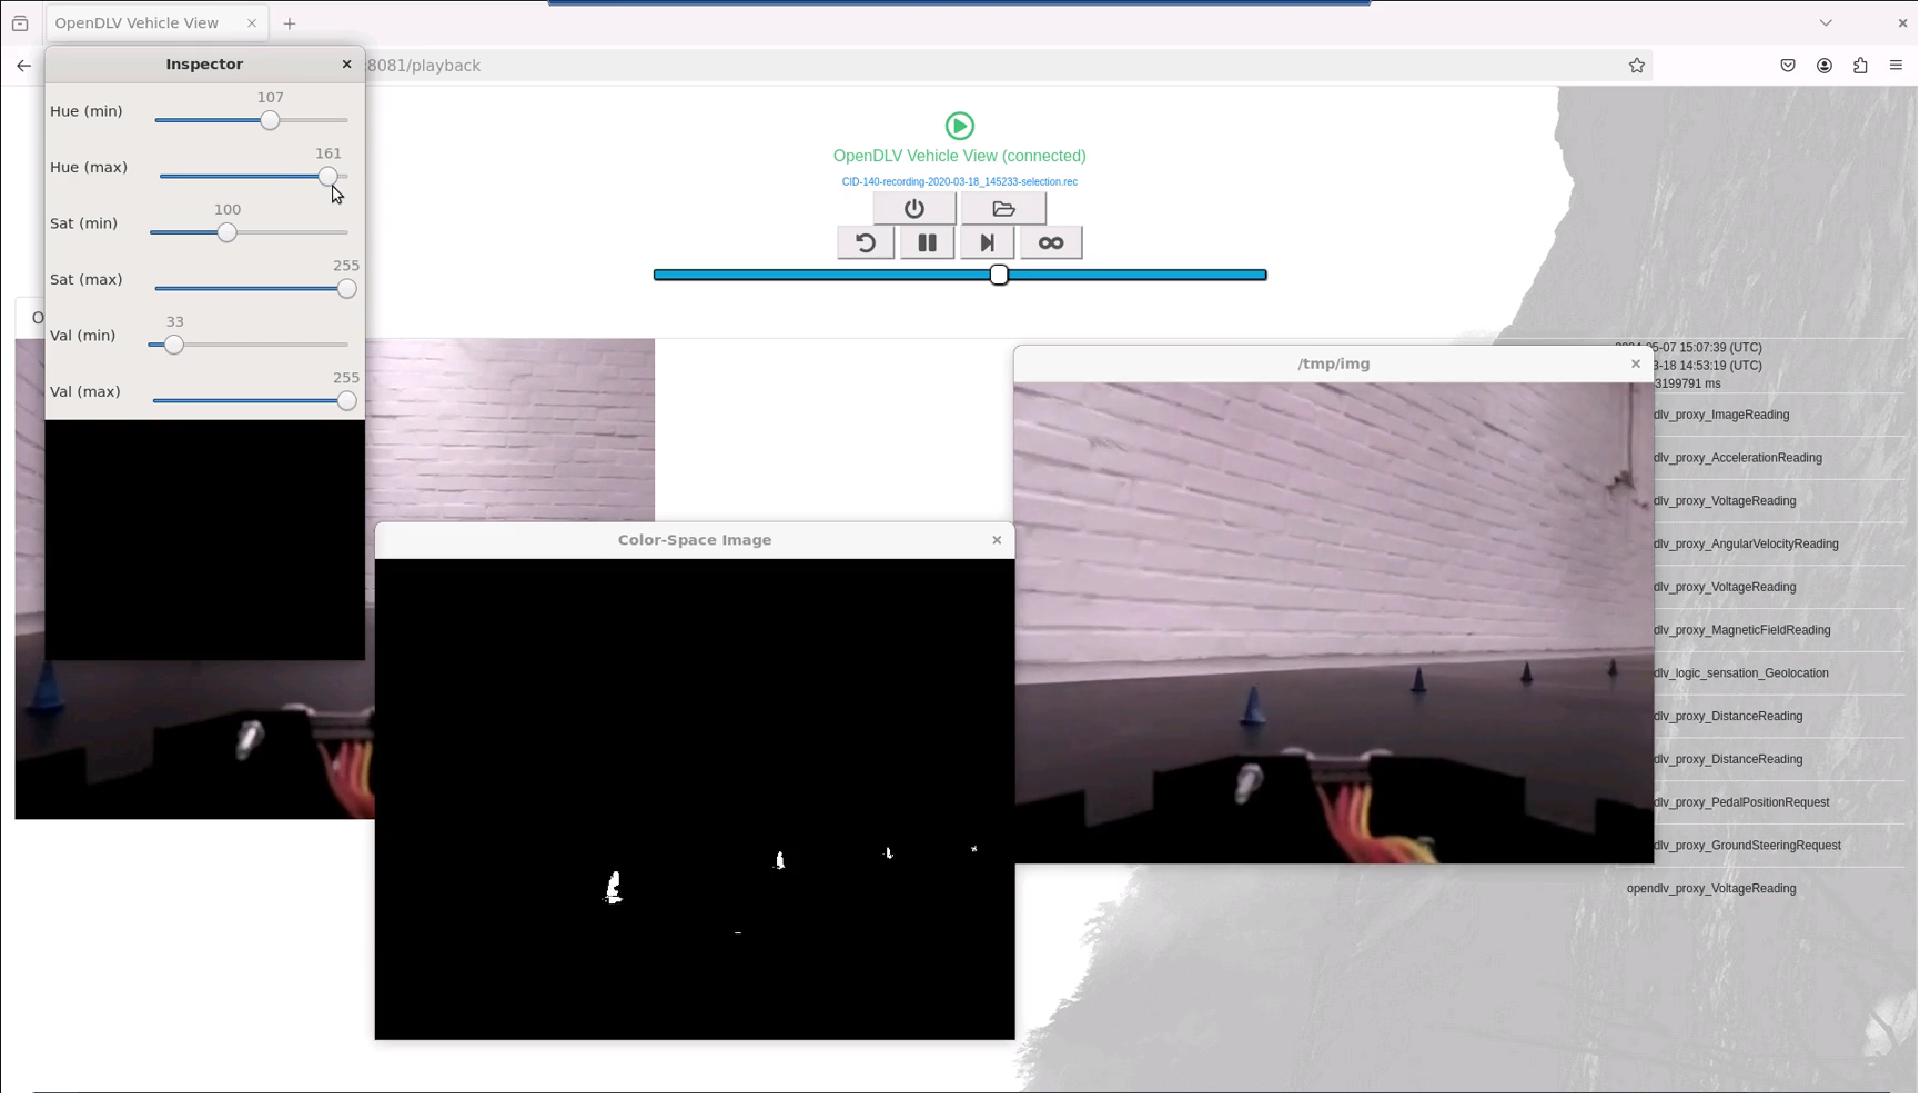 OpenDLV Vehicle View
8081/playback
Inspector
107
Hue (min)
161
Hue (max)
100
Sat (min)
255
Sat (max)
33
Val (min)
255
Val (max)
OpenDLV Vehicle View (connected)
CID-140-recording-2020-03-18_145233-selection.rec
Color-Space Image
/tmp/img
05-07 15:07:39 (UTC)
3-18 14:53:19 (UTC)
3199791 ms
dlv_proxy_ImageReading
dlv_proxy_AccelerationReading
dlv_proxy_VoltageReading
dlv_proxy_AngularVelocityReading
dlv_proxy_VoltageReading
dlv_proxy_MagneticFieldReading
dlv_logic_sensation_Geolocation
dlv_proxy_DistanceReading
dlv_proxy_DistanceReading
dlv_proxy_PedalPositionRequest
dlv_proxy_GroundSteeringRequest
opendlv_proxy_VoltageReading